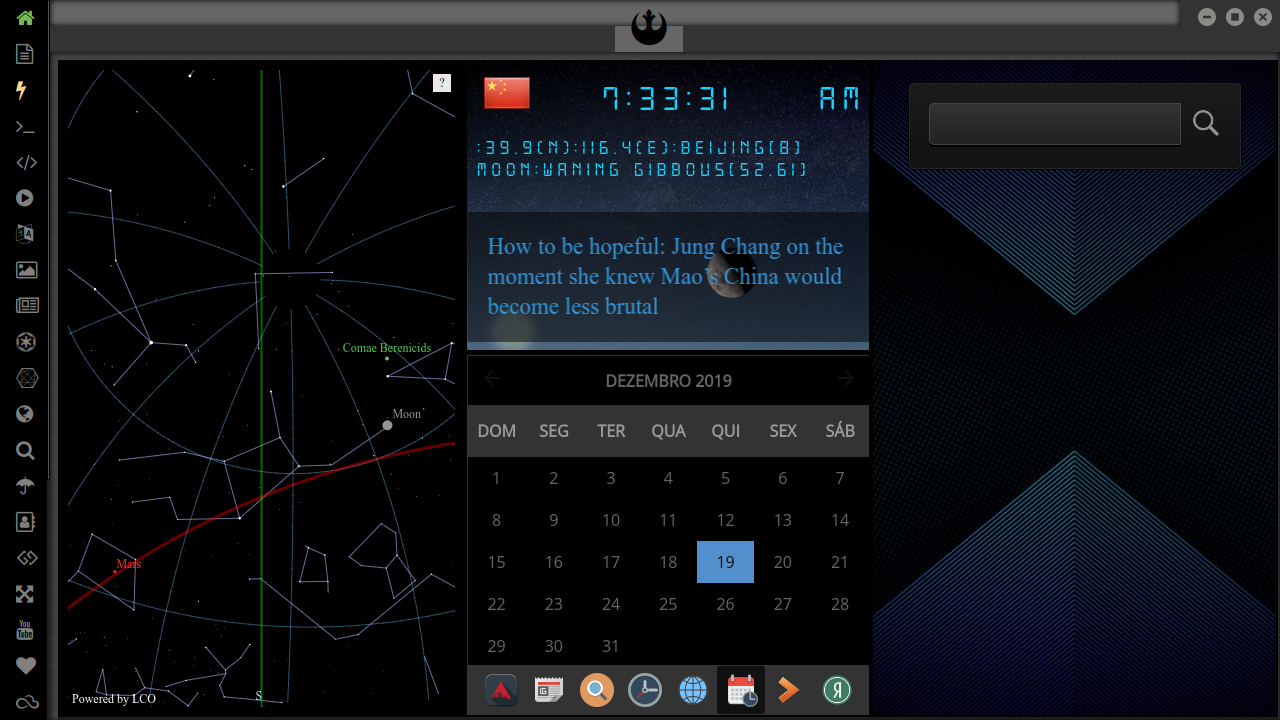 ?
Comae Berenicids
Moon
Mars
S
Powered by LCO
You
Tube
7:33:31 AM
:39.9(N):116.4(E):BEIJING(8)
MOON:WANING GIBBOUS(52.61)
How to be hopeful: Jung Chang on the
moment she knew Mao's China would
become less brutal
DEZEMBRO 2019
DOM SEG TER QUA QUI SEX SÁB
1 2 3 4 5 6 7
8 9 10 11 12 13 14
15 16 17 18 19 20 21
22 23 24 25 26 27 28
29 30 31
Я